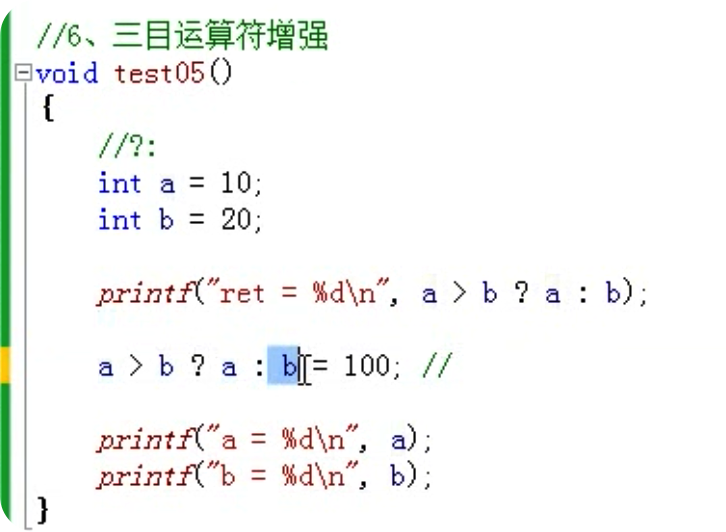 //6、三目运算符增强
void test05()
{
//?:
int a = 10;
int b = 20;
printf("ret = %d\n", a > b ? a : b);
a > b ? a : b = 100; //
printf("a = %d\n", a);
printf("b = %d\n", b);
}